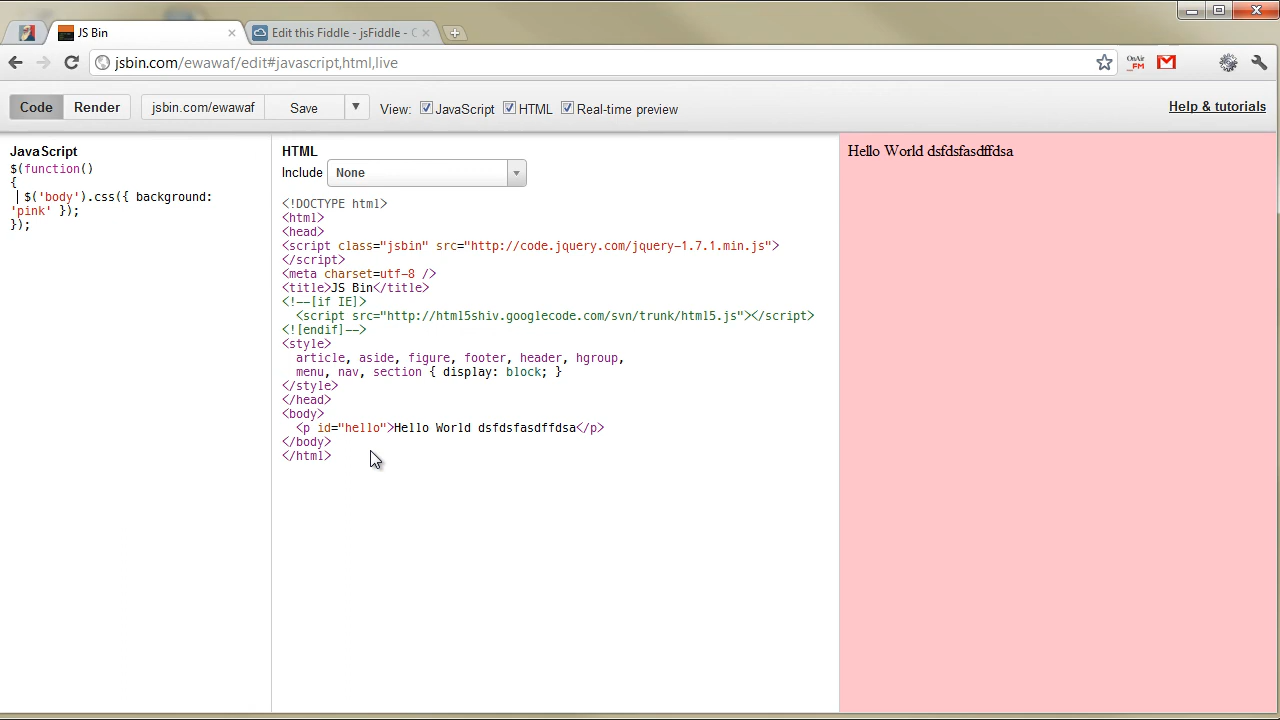 JS Bin
Edit this Fiddle - jsFiddle -
jsbin.com/ewawaf/edit#javascript,html,live
OnAir
FM
Code
Render
jsbin.com/ewawaf
Save
View:
JavaScript
HTML
Real-time preview
Help & tutorials
JavaScript
$(function()
{
$('body').css({ background:
'pink' });
});
HTML
Include
None
<!DOCTYPE html>
<html>
<head>
<script class="jsbin" src="http://code.jquery.com/jquery-1.7.1.min.js">
</script>
<meta charset=utf-8 />
<title>JS Bin</title>
<!--[if IE]>
<script src="http://html5shiv.googlecode.com/svn/trunk/html5.js"></script>
<![endif]-->
<style>
article, aside, figure, footer, header, hgroup,
menu, nav, section { display: block; }
</style>
</head>
<body>
<p id="hello">Hello World dsfdsfasdffdsa</p>
</body>
</html>
Hello World dsfdsfasdffdsa